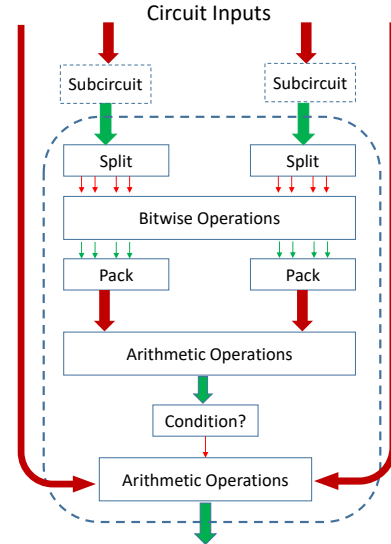 Circuit Inputs
Subcircuit
Subcircuit
Split
Split
Bitwise Operations
Pack
Pack
Arithmetic Operations
Condition?
Arithmetic Operations